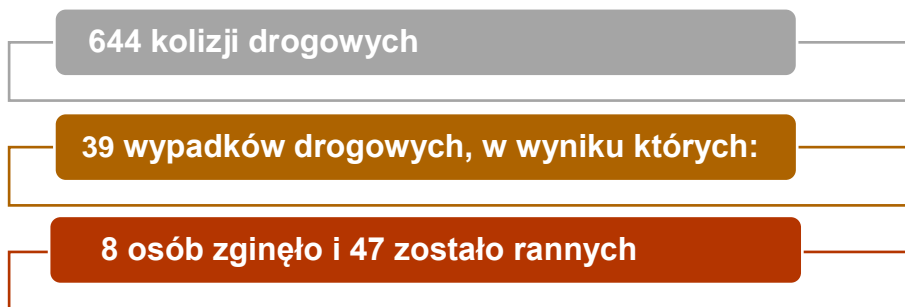 644 kolizji drogowych
39 wypadków drogowych, w wyniku których:
8 osób zginęło i 47 zostało rannych